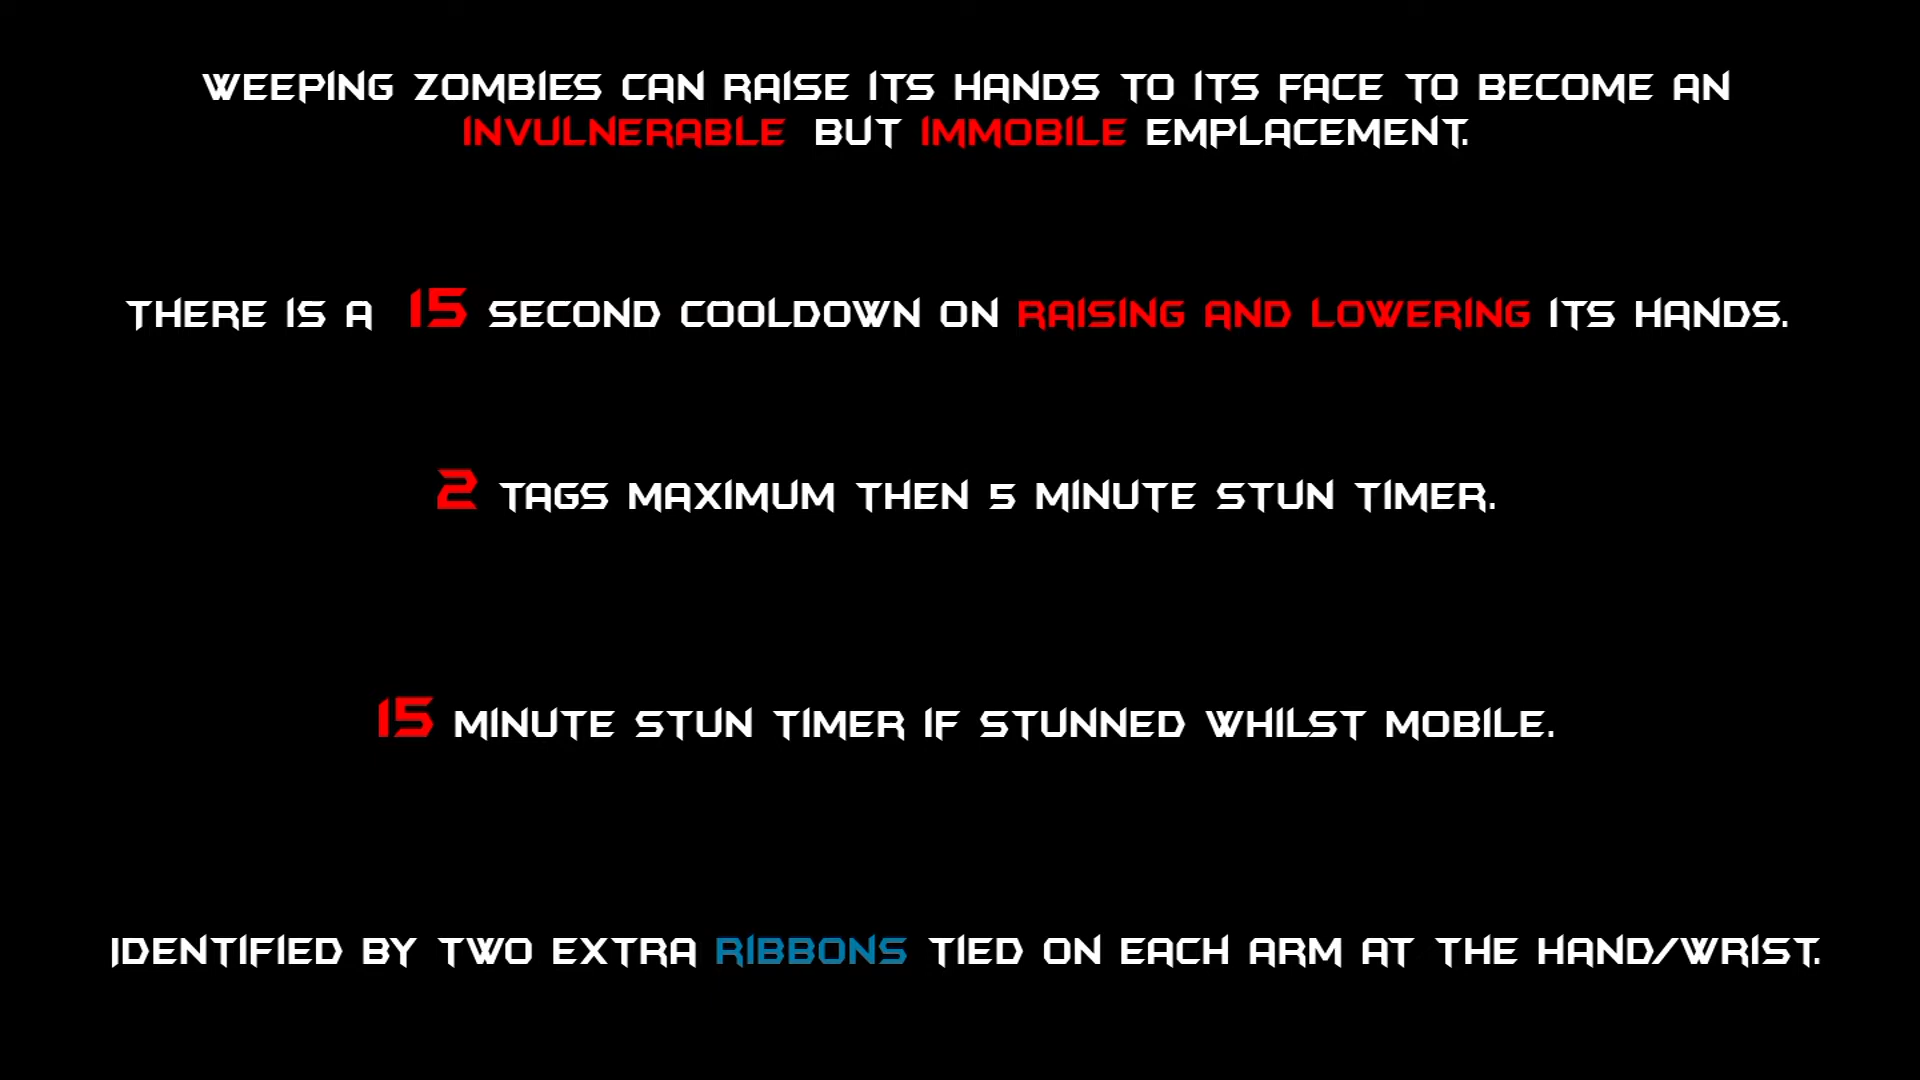 WEEPING ZOMBIES CAN RAISE ITS HANDS TO ITS FACE TO BECOME AN
INVULNERABLE BUT IMMOBILE EMPLACEMENT.
THERE IS A 15 SECOND COOLDOWN ON RAISING AND LOWERING ITS HANDS.
2 TAGS MAXIMUM THEN 5 MINUTE STUN TIMER.
15 MINUTE STUN TIMER IF STUNNED WHILST MOBILE.
IDENTIFIED BY TWO EXTRA RIBBONS TIED ON EACH ARM AT THE HAND/WRIST.